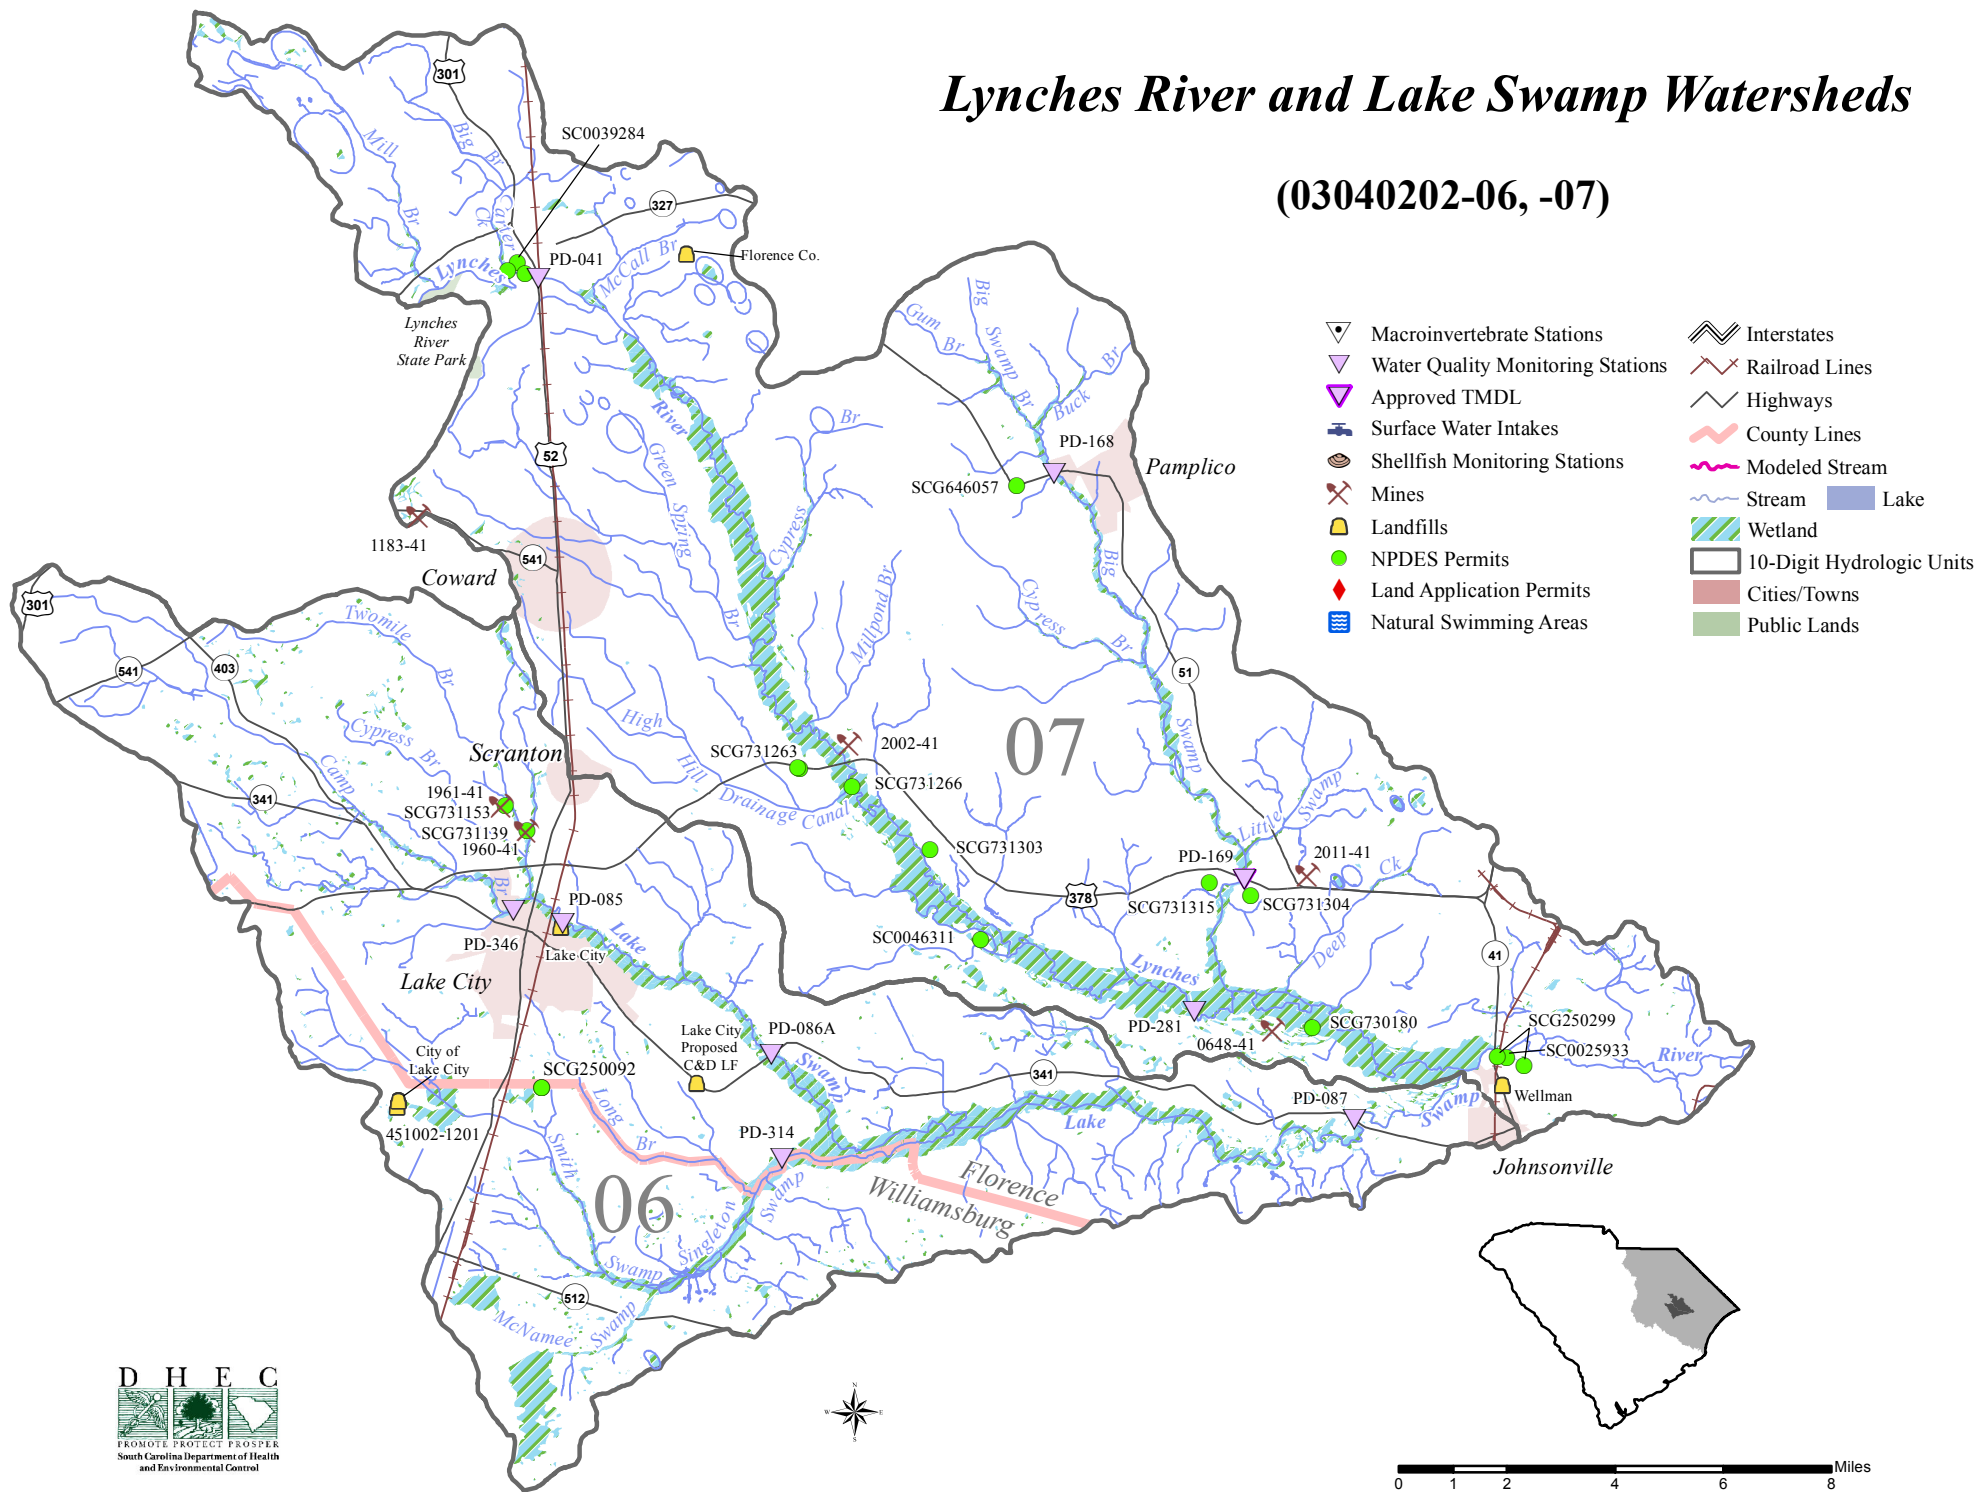 Lynches River and Lake Swamp Watersheds
(03040202-06, -07)
301
SC0039284
327
Mill
Br
Big
Br
Carter
Ck
Lynches
PD-041
McCall Br
Florence Co.
Lynches
River
State Park
River
52
Green
Spring
Br
Br
Cypress
Millpond Br
1183-41
541
Coward
Gum
Br
Big
Swamp
Br
Buck
Br
PD-168
Pamplico
SCG646057
Big
Cypress
Br
51
Swamp
Macroinvertebrate Stations
Water Quality Monitoring Stations
Approved TMDL
Surface Water Intakes
Shellfish Monitoring Stations
Mines
Landfills
NPDES Permits
Land Application Permits
Natural Swimming Areas
Interstates
Railroad Lines
Highways
County Lines
Modeled Stream
Stream
Lake
Wetland
10-Digit Hydrologic Units
Cities/Towns
Public Lands
301
541
403
Twomile
Br
Cypress
Br
Camp
Br
341
Scranton
1961-41
SCG731153
SCG731139
1960-41
High
Hill
Drainage Canal
SCG731263
2002-41
SCG731266
07
SCG731303
378
PD-169
Little
Swamp
2011-41
SCG731315
SCG731304
Deep
Ck
SC0046311
Lynches
PD-281
0648-41
SCG730180
41
SCG250299
SC0025933
River
Wellman
Johnsonville
PD-085
PD-346
Lake City
Lake City
Lake
Lake City
Proposed
C&D LF
PD-086A
Swamp
341
PD-087
Swamp
Lake
City of
Lake City
451002-1201
SCG250092
Long
Br
PD-314
Smith
Swamp
06
Singleton
Swamp
Florence
Williamsburg
512
McNamee
Swamp
D H E C
PROMOTE PROTECT PROSPER
South Carolina Department of Health
and Environmental Control
N
W
E
S
0 1 2 4 6 8
Miles